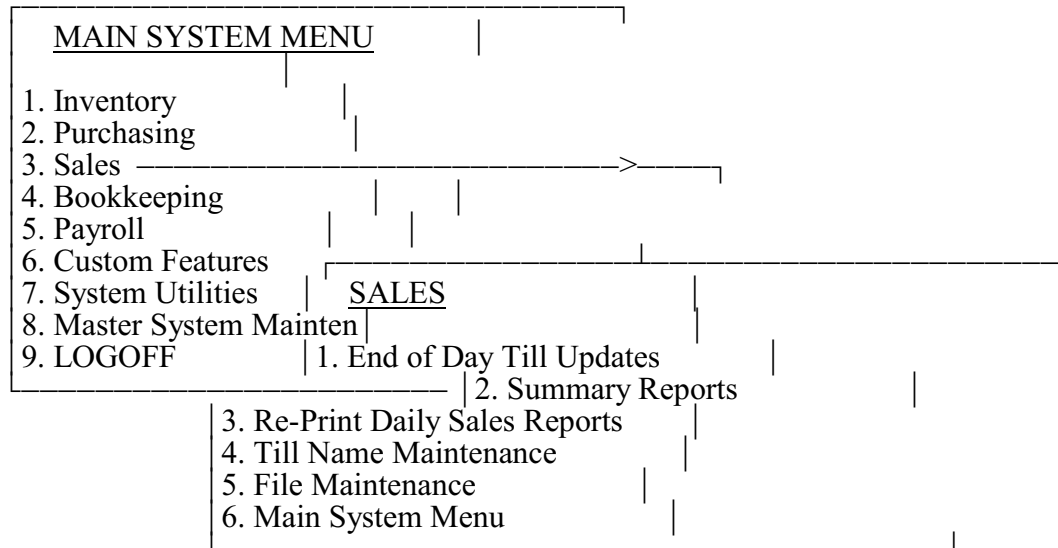 MAIN SYSTEM MENU
1. Inventory
2. Purchasing
3. Sales
4. Bookkeeping
5. Payroll
6. Custom Features
7. System Utilities SALES
8. Master System Mainten
9. LOGOFF 1. End of Day Till Updates
2. Summary Reports
3. Re-Print Daily Sales Reports
4. Till Name Maintenance
5. File Maintenance
6. Main System Menu